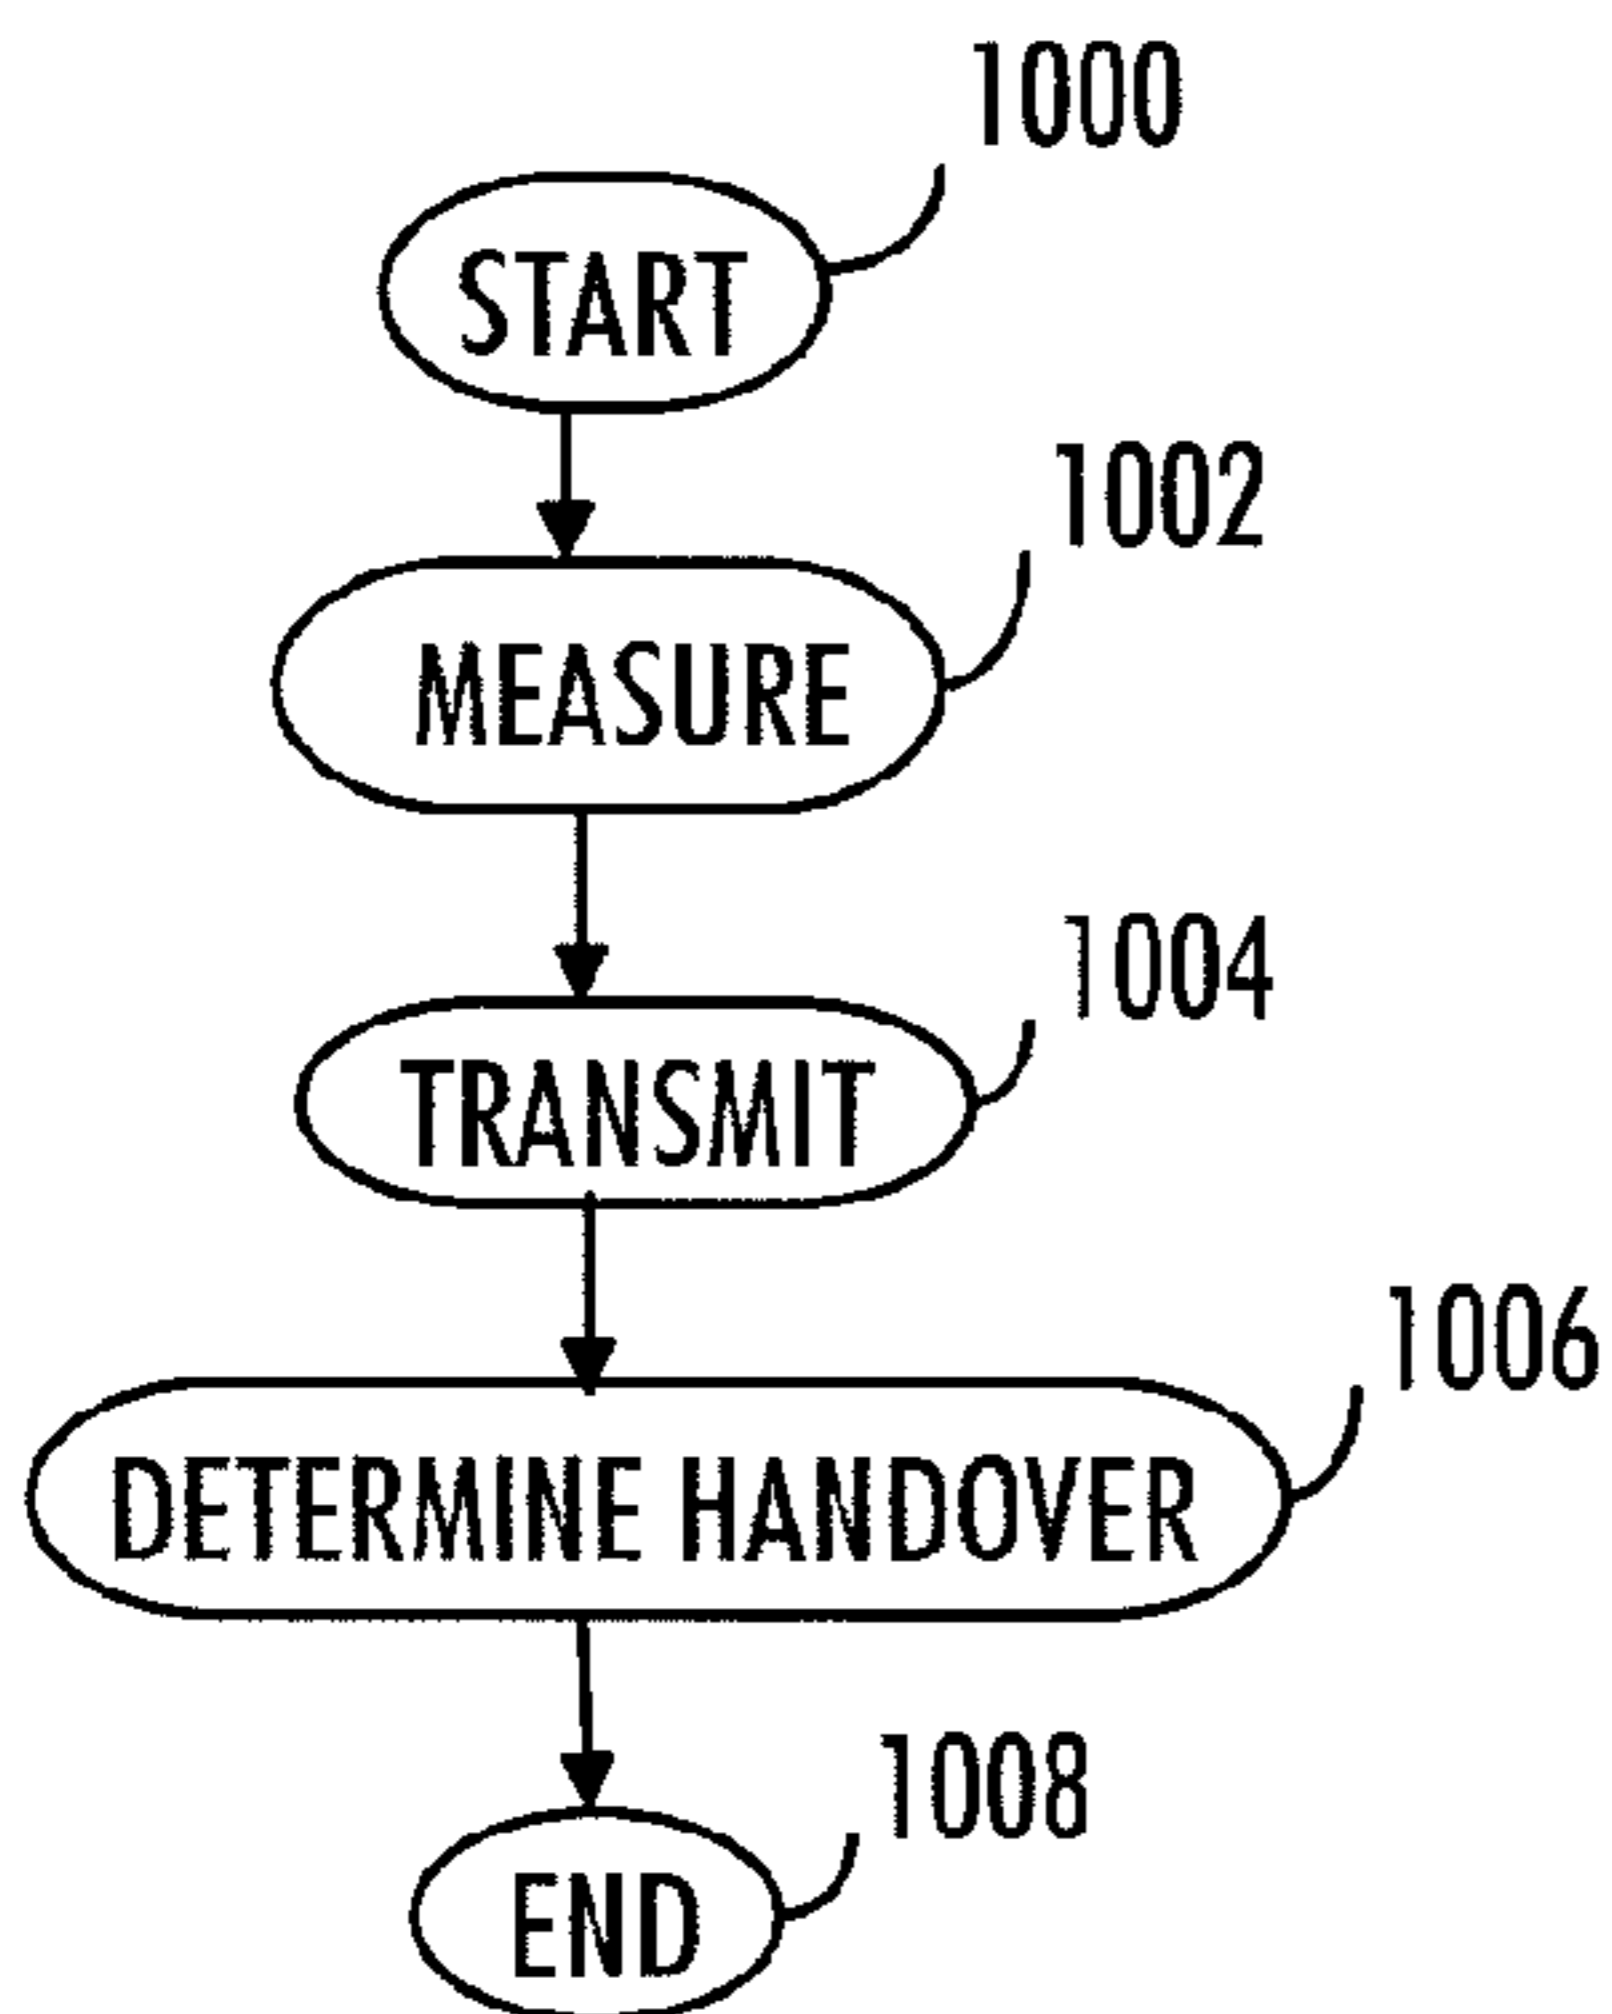 1000
START
1002
MEASURE
1004
TRANSMIT
1006
DETERMINE HANDOVER
1008
END